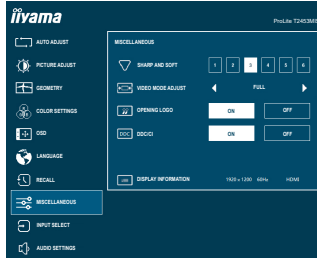 iiyama
ProLite T2453MI
AUTO ADJUST
PICTURE ADJUST
GEOMETRY
COLOR SETTINGS
OSD
LANGUAGE
RECALL
MISCELLANEOUS
INPUT SELECT
AUDIO SETTINGS
MISCELLANEOUS
SHARP AND SOFT 1 2 3 4 5 6
VIDEO MODE ADJUST FULL
OPENING LOGO ON OFF
DDC DDC/CI ON OFF
DISPLAY INFORMATION 1920 x 1200 60Hz HDMI